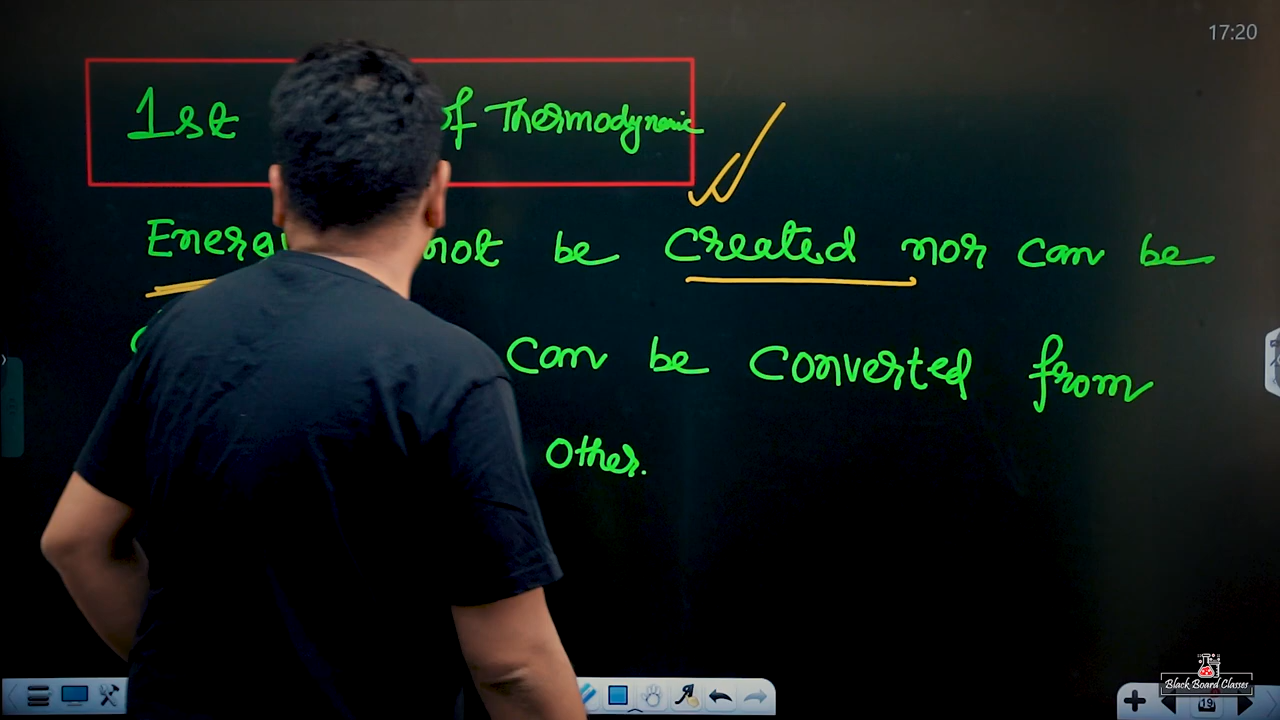 17:20
1st of Thermodynamic
not be created nor can be
can be converted from
other.
19
Black Board Classes